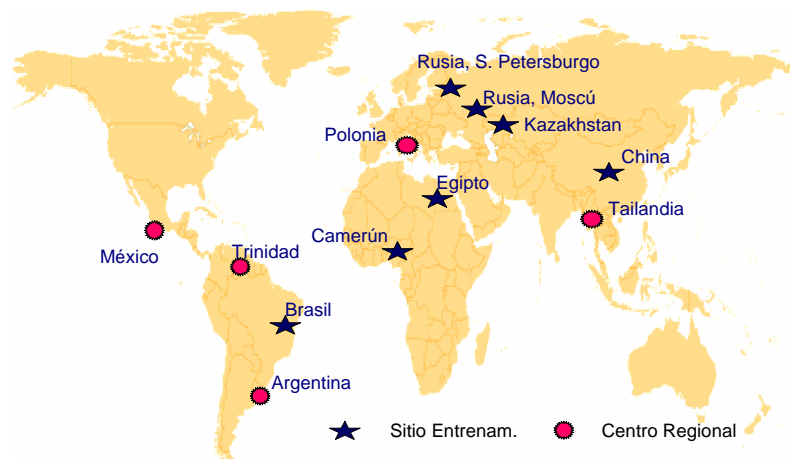 Rusia, S. Petersburgo
Rusia, Moscú
Kazakhstan
Polonia
China
Egipto
Tailandia
Camerún
México
Trinidad
Brasil
Argentina
Sitio Entrenam.
Centro Regional